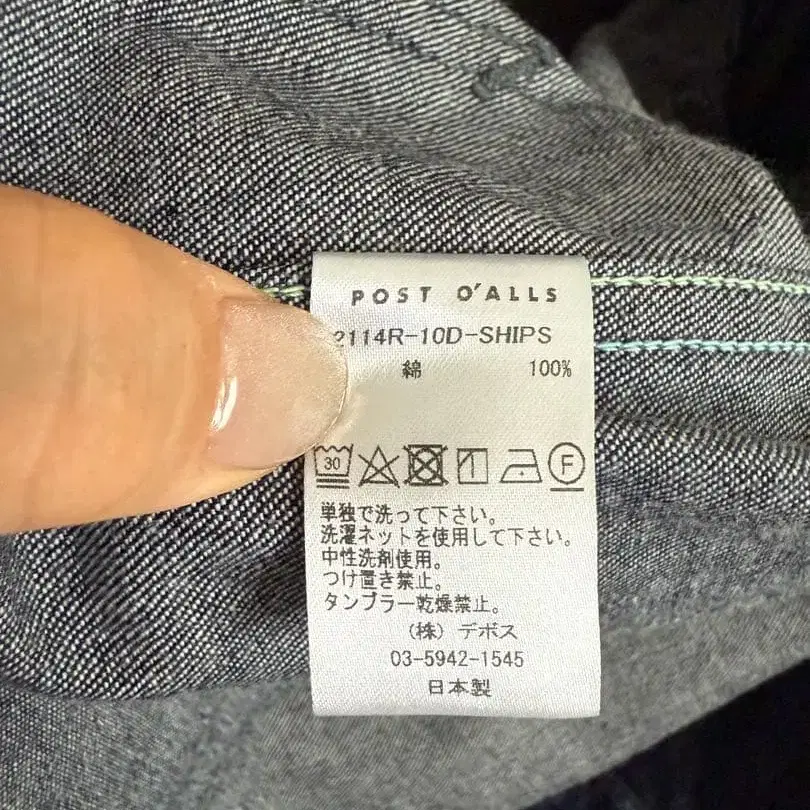 POST O'ALLS
2114R-10D-SHIPS
綿 100%
30 F
単独で洗って下さい。
洗濯ネットを使用して下さい。
中性洗剤使用。
つけ置き禁止。
タンブラー乾燥禁止。
(株) デボス
03-5942-1545
日本製